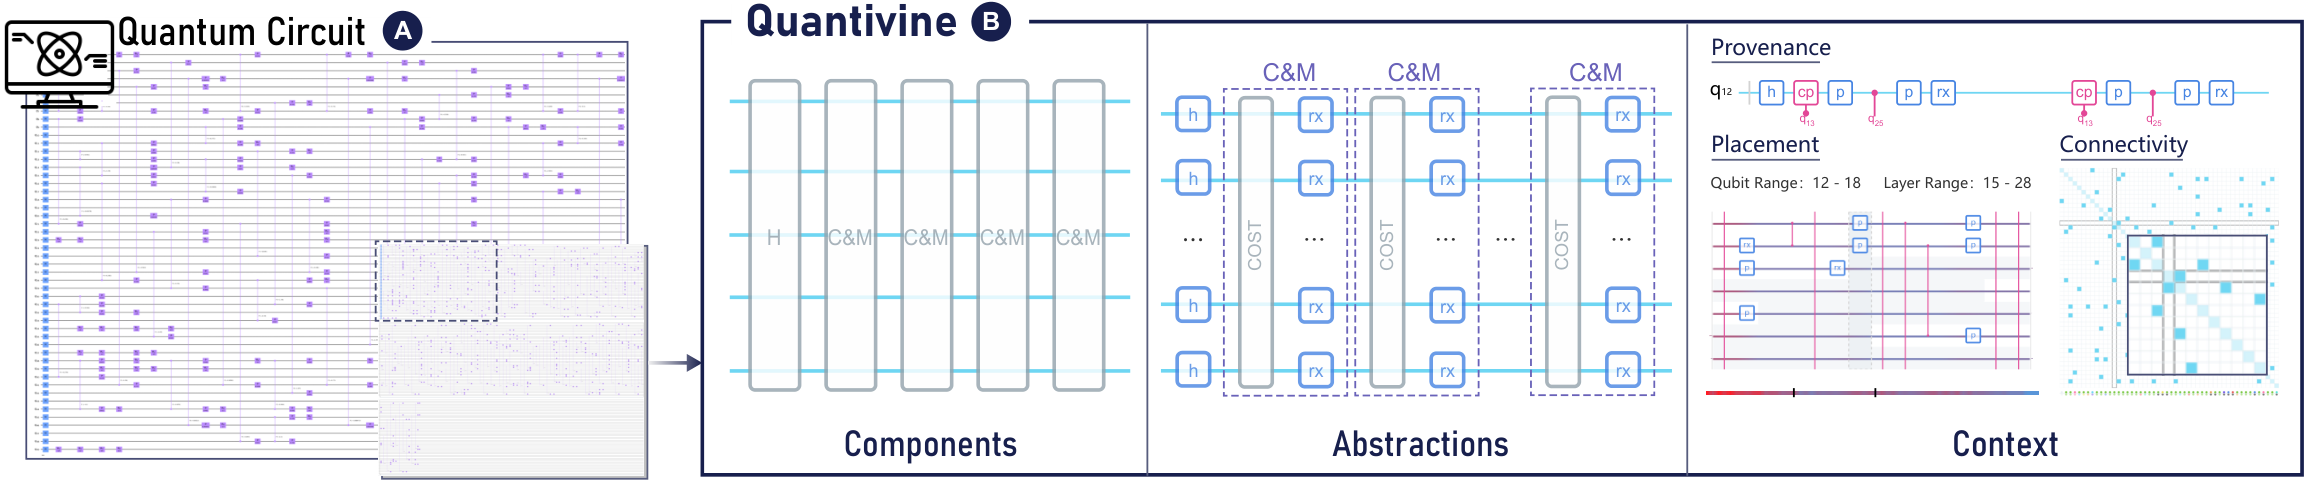 Quantum Circuit A
Quantivine B
H C&M C&M C&M C&M
Components
C&M C&M C&M
h rx rx rx
h rx rx rx
... ... ... ... ...
COST COST COST
h rx rx rx
h rx rx rx
Abstractions
Provenance
q12 h cp p p rx cp p p rx
q13 q25 q13 q25
Placement
Qubit Range: 12 - 18 Layer Range: 15 - 28
p p
rx p p
p rx
p
p
Connectivity
Context